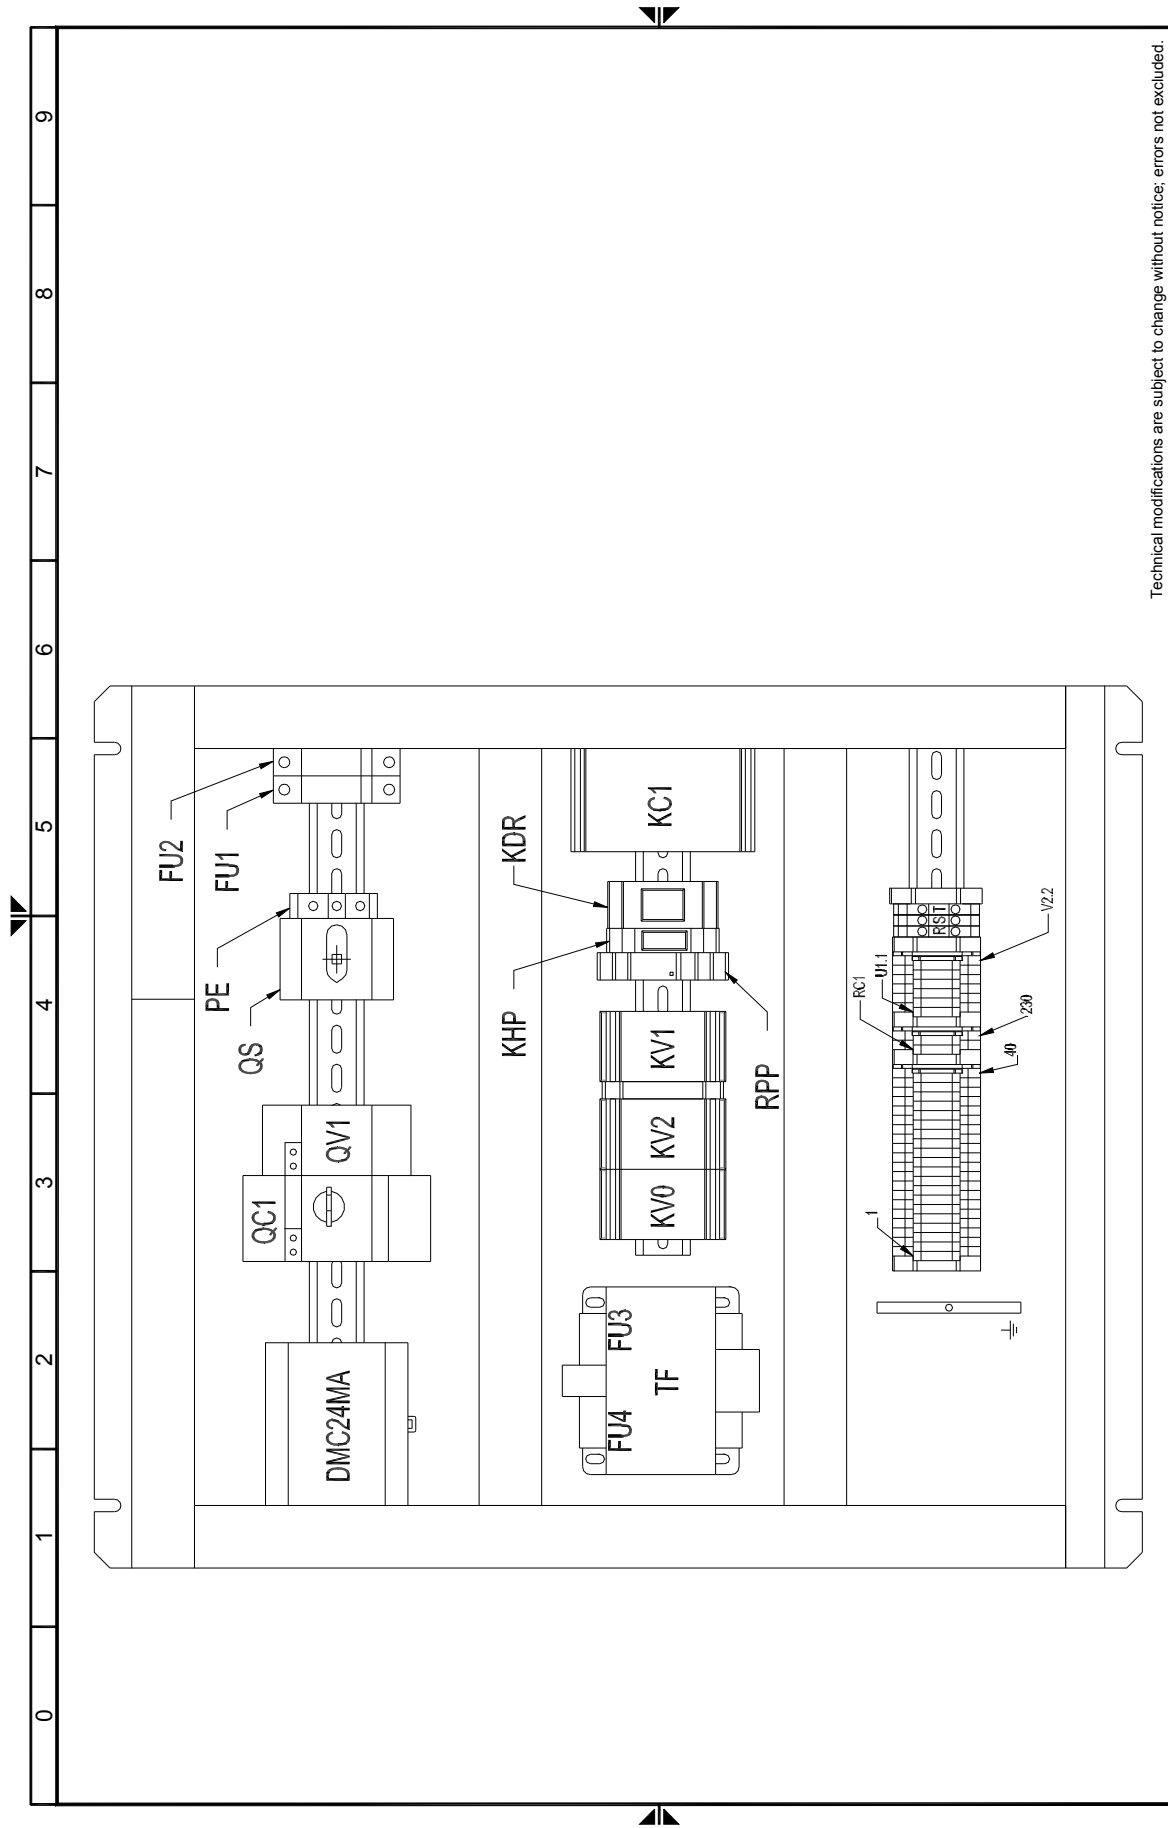 0 1 2 3 4 5 6 7 8 9
DMC24MA
QC1
QV1
QS
PE
FU1
FU2
FU4
FU3
TF
KV0
KV2
KV1
RPP
KHP
KDR
KC1
1
40
RC1
230
U1.1
R S T
V2.2
Technical modifications are subject to change without notice; errors not excluded.